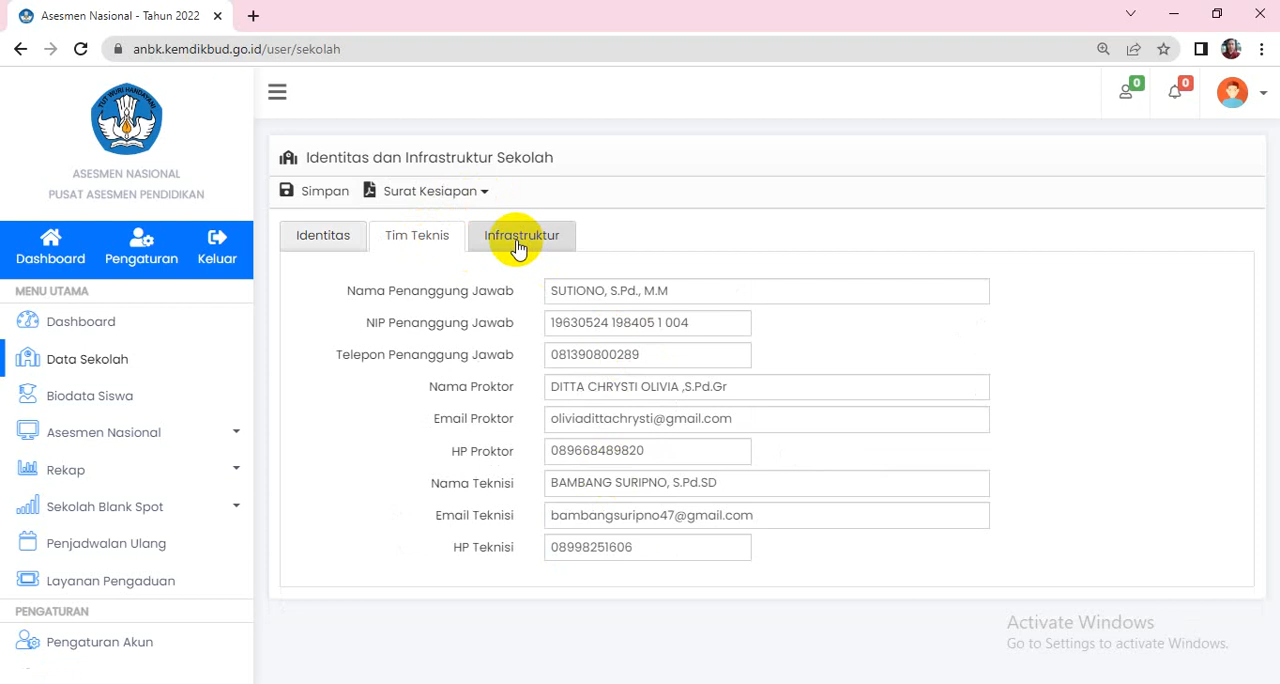 Asesmen Nasional - Tahun 2022
anbk.kemdikbud.go.id/user/sekolah
ASESMEN NASIONAL
PUSAT ASESMEN PENDIDIKAN
Dashboard Pengaturan Keluar
MENU UTAMA
Dashboard
Data Sekolah
Biodata Siswa
Asesmen Nasional
Rekap
Sekolah Blank Spot
Penjadwalan Ulang
Layanan Pengaduan
PENGATURAN
Pengaturan Akun
0 0
Identitas dan Infrastruktur Sekolah
Simpan Surat Kesiapan
Identitas Tim Teknis Infrastruktur
Nama Penanggung Jawab SUTIONO, S.Pd., M.M
NIP Penanggung Jawab 19630524 198405 1 004
Telepon Penanggung Jawab 081390800289
Nama Proktor DITTA CHRYSTI OLIVIA ,S.Pd.Gr
Email Proktor oliviadittachrysti@gmail.com
HP Proktor 089668489820
Nama Teknisi BAMBANG SURIPNO, S.Pd.SD
Email Teknisi bambangsuripno47@gmail.com
HP Teknisi 08998251606
Activate Windows
Go to Settings to activate Windows.